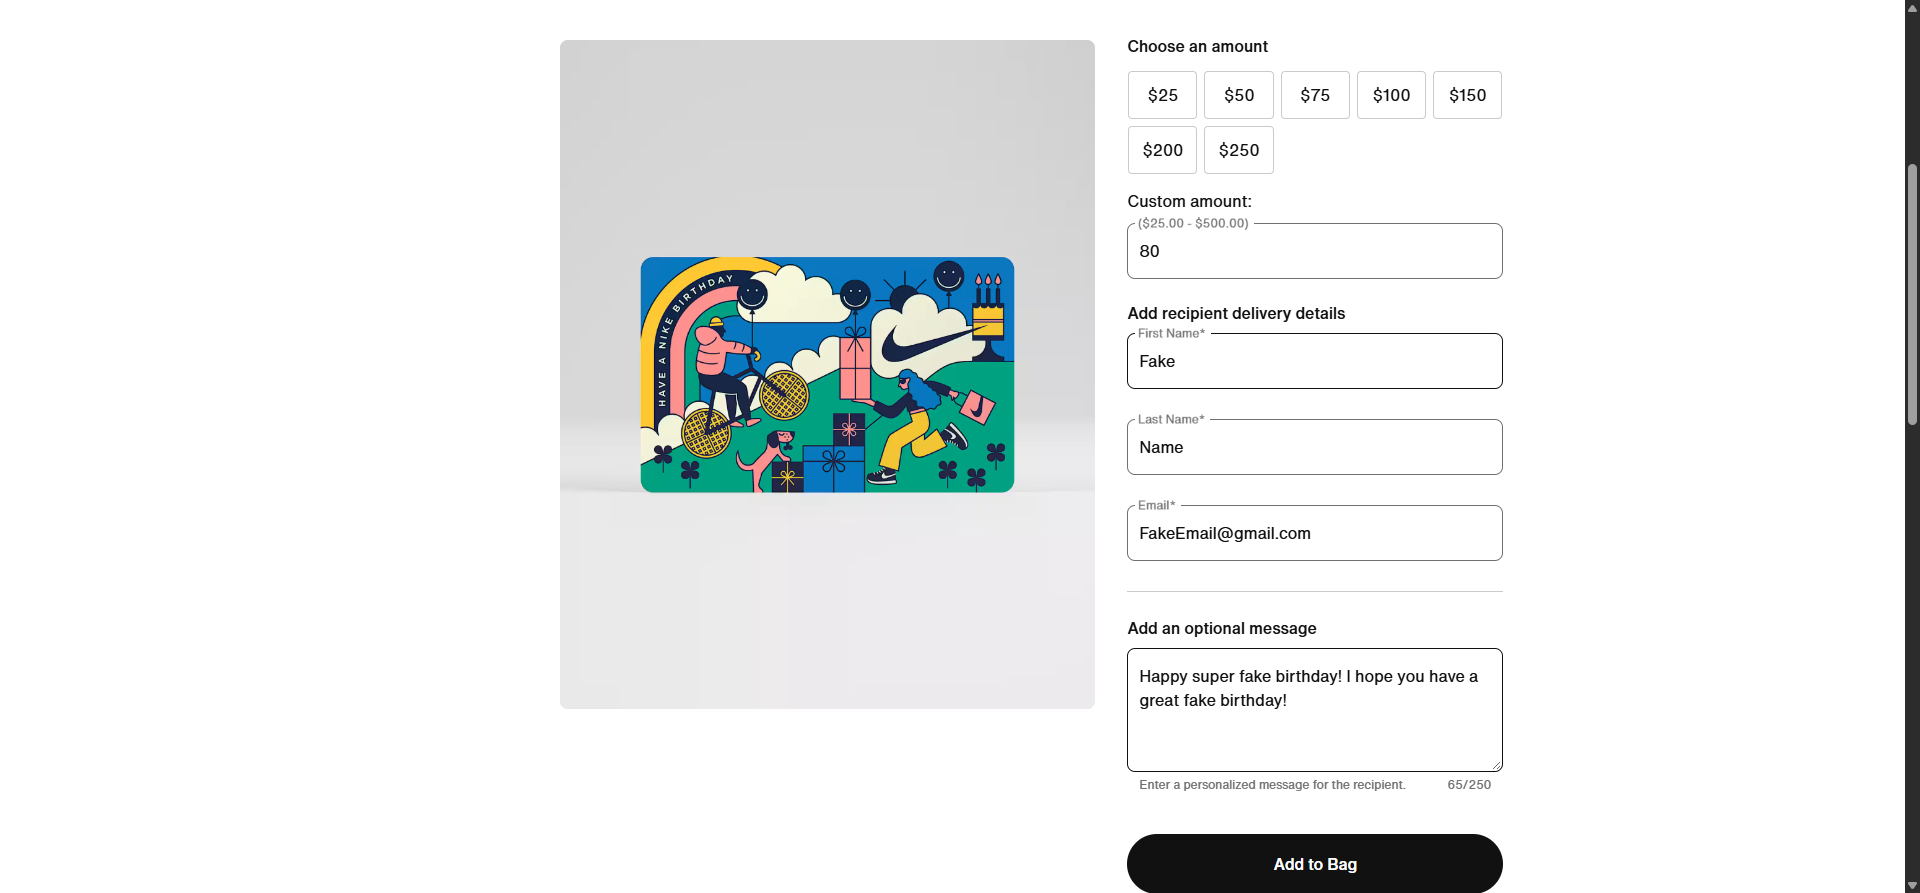 HAVE A NIKE BIRTHDAY
Choose an amount
$25
$50
$75
$100
$150
$200
$250
Custom amount:
($25.00 - $500.00)
80
Add recipient delivery details
First Name*
Fake
Last Name*
Name
Email*
FakeEmail@gmail.com
Add an optional message
Happy super fake birthday! I hope you have a
great fake birthday!
Enter a personalized message for the recipient.
65/250
Add to Bag